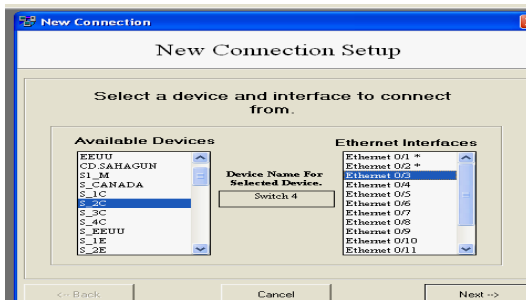 New Connection
New Connection Setup
Select a device and interface to connect
from.
Available Devices
EEUU
CD.SAHAGUN
S1_M
S_CANADA
S_1C
S_2C
S_3C
S_4C
S_EEUU
S_1E
S_2E
Device Name For
Selected Device.
Switch 4
Ethernet Interfaces
Ethernet 0/1 *
Ethernet 0/2 *
Ethernet 0/3
Ethernet 0/4
Ethernet 0/5
Ethernet 0/6
Ethernet 0/7
Ethernet 0/8
Ethernet 0/9
Ethernet 0/10
Ethernet 0/11
<-- Back
Cancel
Next -->